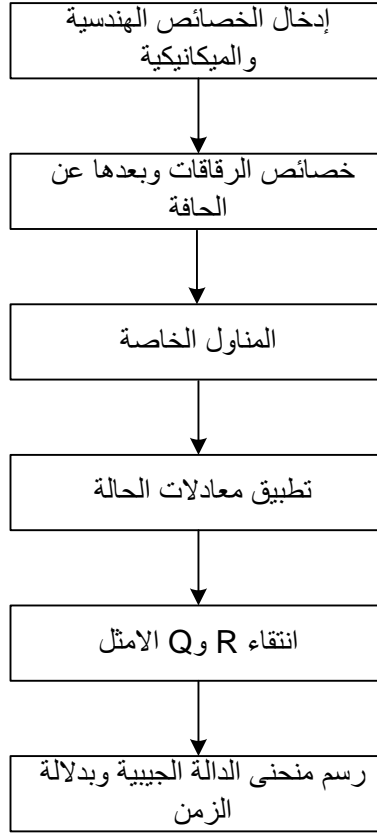 إدخال الخصائص الهندسية
والميكانيكية
خصائص الرقاقات وبعدها عن
الحافة
المناول الخاصة
تطبيق معادلات الحالة
انتقاء R وQ الامثل
رسم منحنى الدالة الجيبية وبدلالة
الزمن